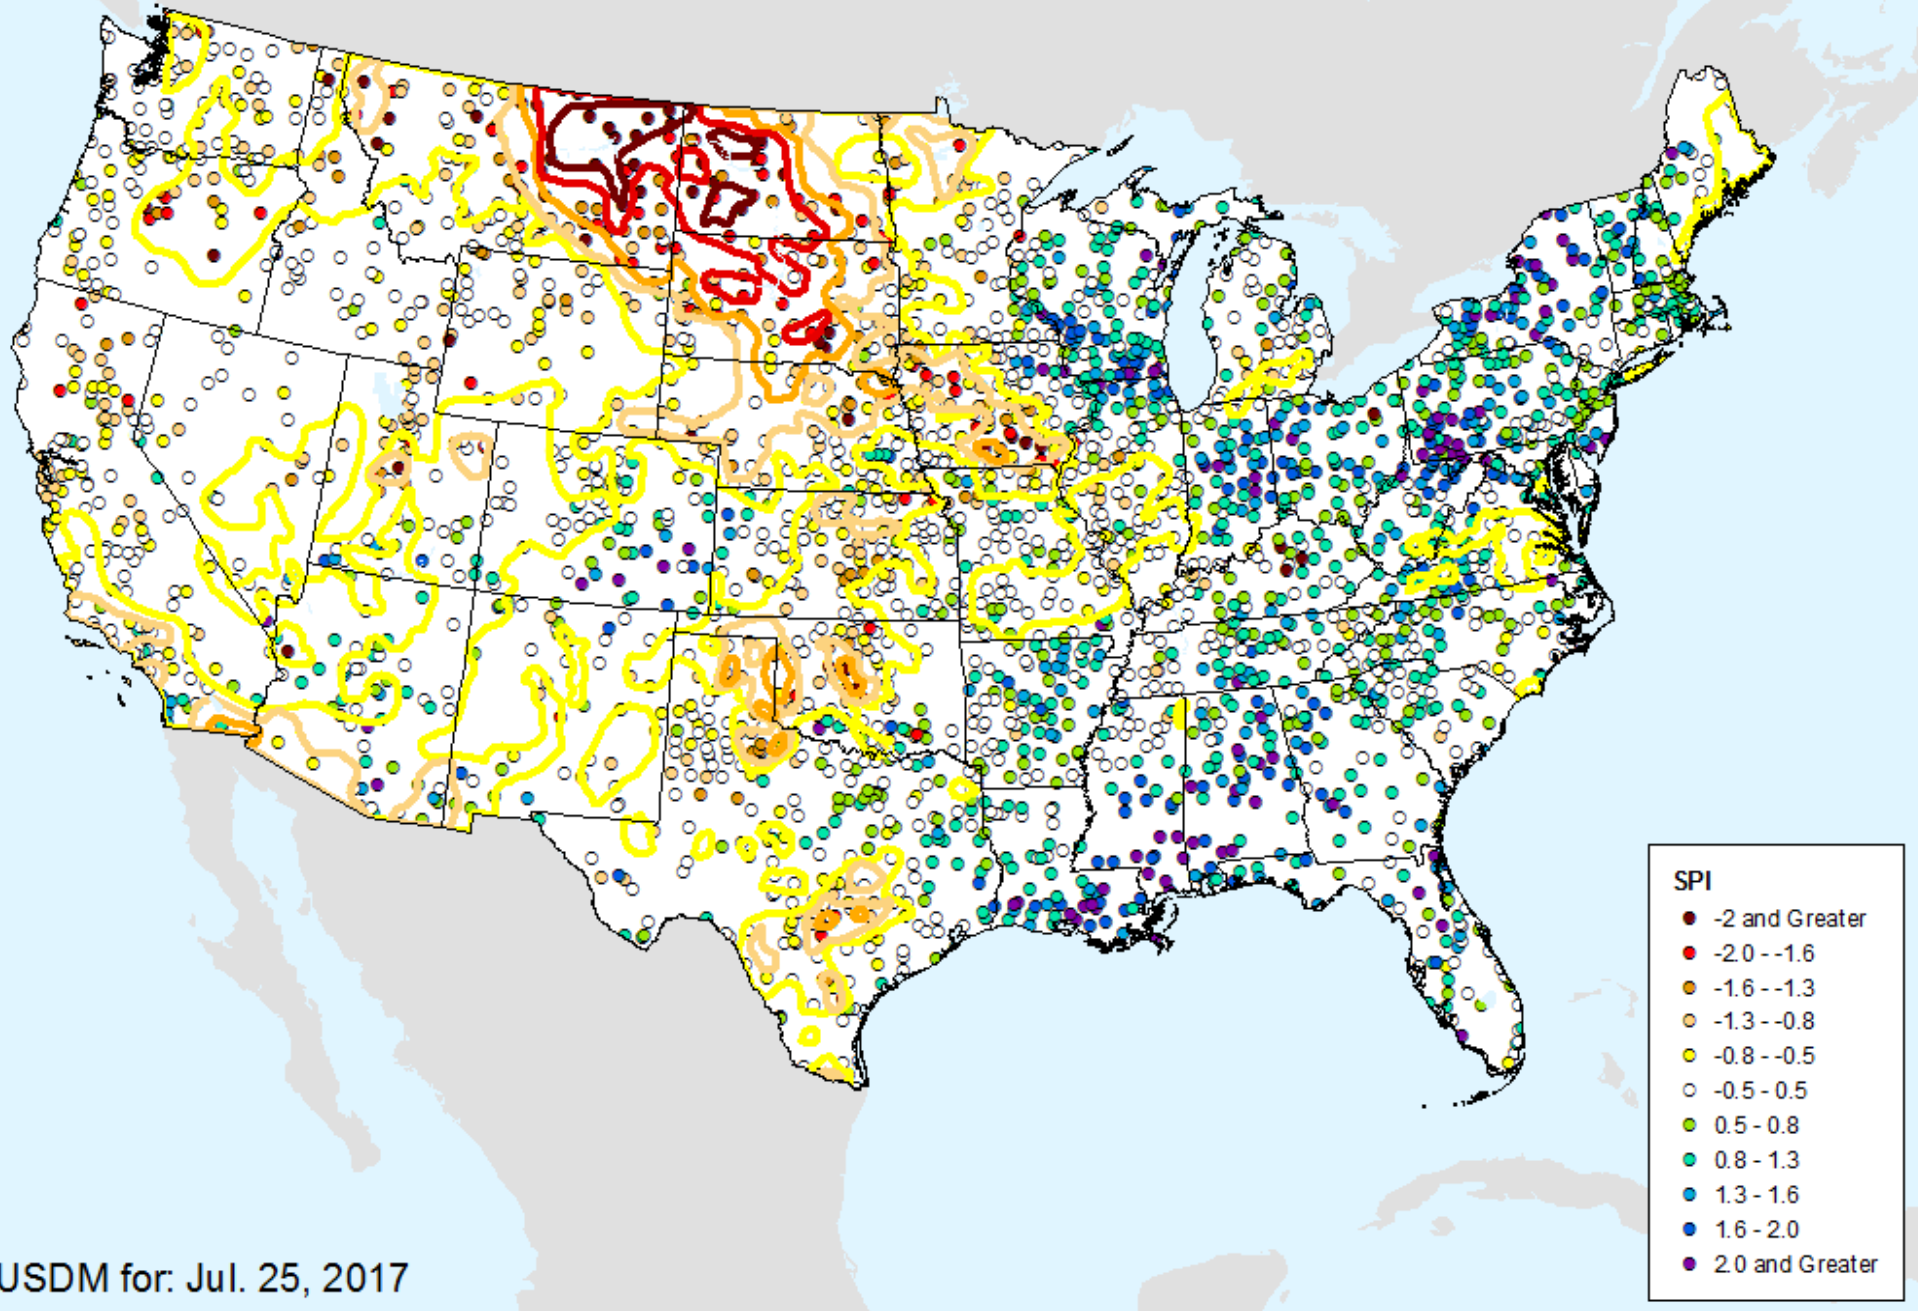 SPI
-2 and Greater
-2.0 - -1.6
-1.6 - -1.3
-1.3 - -0.8
-0.8 - -0.5
-0.5 - 0.5
0.5 - 0.8
0.8 - 1.3
1.3 - 1.6
1.6 - 2.0
2.0 and Greater
USDM for: Jul. 25, 2017